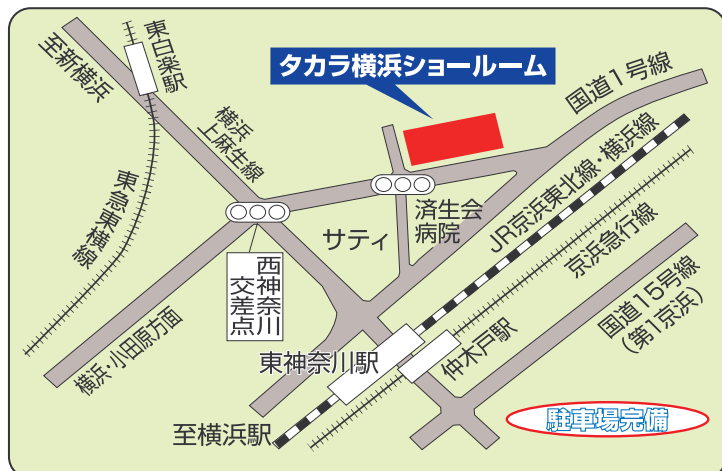 東白楽駅
至新横浜
タカラ横浜ショールーム
国道1号線
横浜
上麻生線
JR京浜東北線・横浜線
東急東横線
済生会
病院
サティ
京浜急行線
西神奈川
交差点
国道15号線
(第1京浜)
横浜・小田原方面
東神奈川駅
仲木戸駅
至横浜駅
駐車場完備